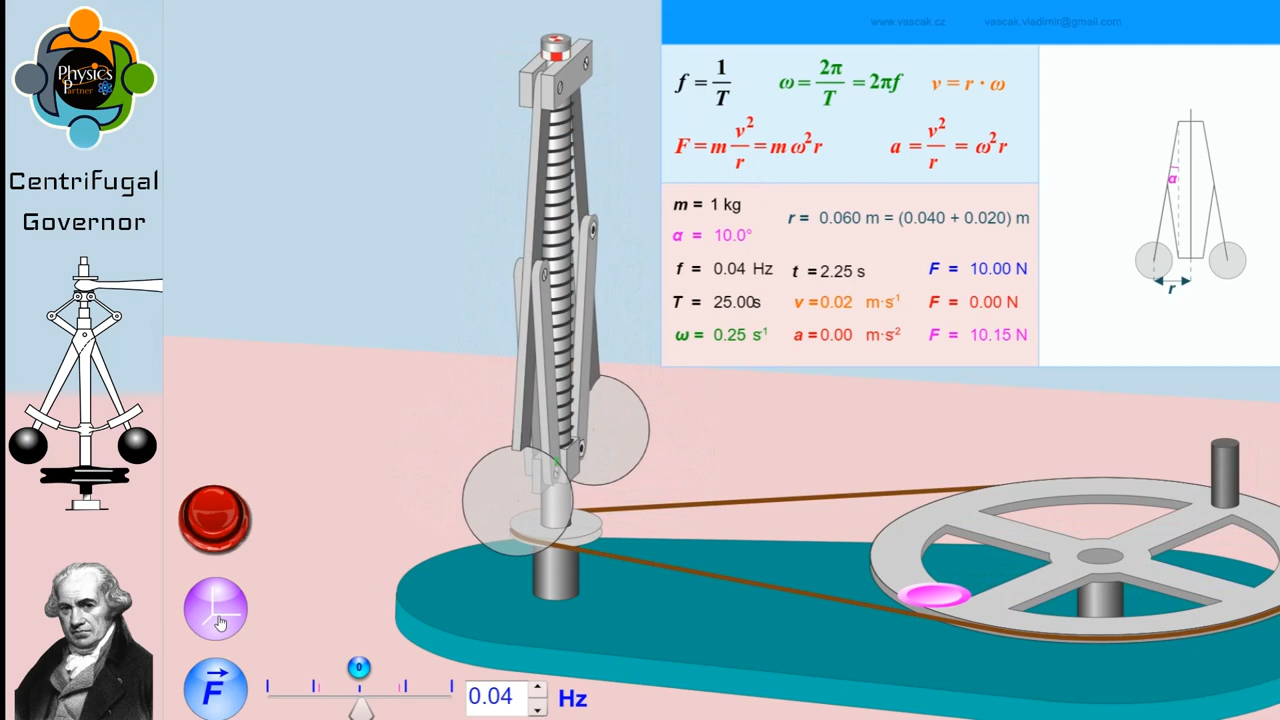 Physics
Partner
Centrifugal
Governor
www.vascak.cz vascak.vladimir@gmail.com
f = 1/T ω = 2π/T = 2πf v = r · ω
F = m v²/r = m ω² r a = v²/r = ω² r
m = 1 kg
r = 0.060 m = (0.040 + 0.020) m
α = 10.0°
f = 0.04 Hz t = 2.25 s F = 10.00 N
T = 25.00s v = 0.02 m·s⁻¹ F = 0.00 N
ω = 0.25 s⁻¹ a = 0.00 m·s⁻² F = 10.15 N
α
r
F
0
0.04 Hz